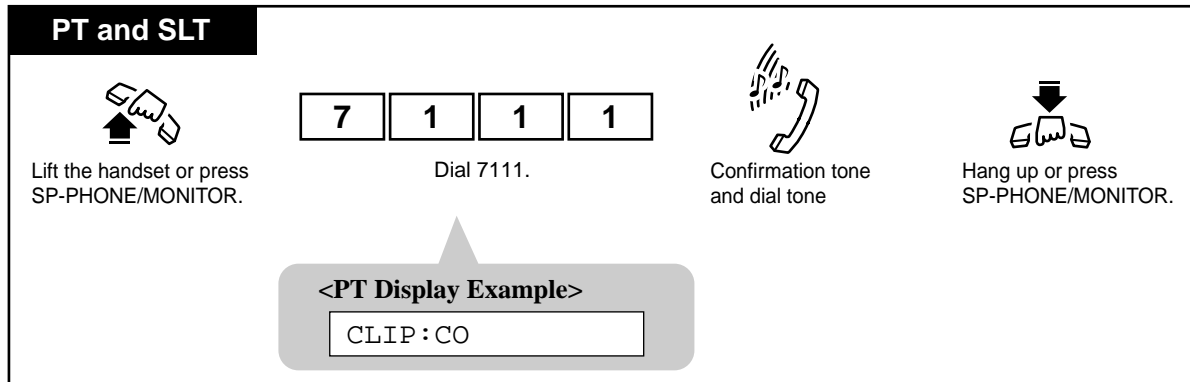 PT and SLT
7 1 1 1
Lift the handset or press
SP-PHONE/MONITOR.
Dial 7111.
Confirmation tone
and dial tone
Hang up or press
SP-PHONE/MONITOR.
<PT Display Example>
CLIP:CO